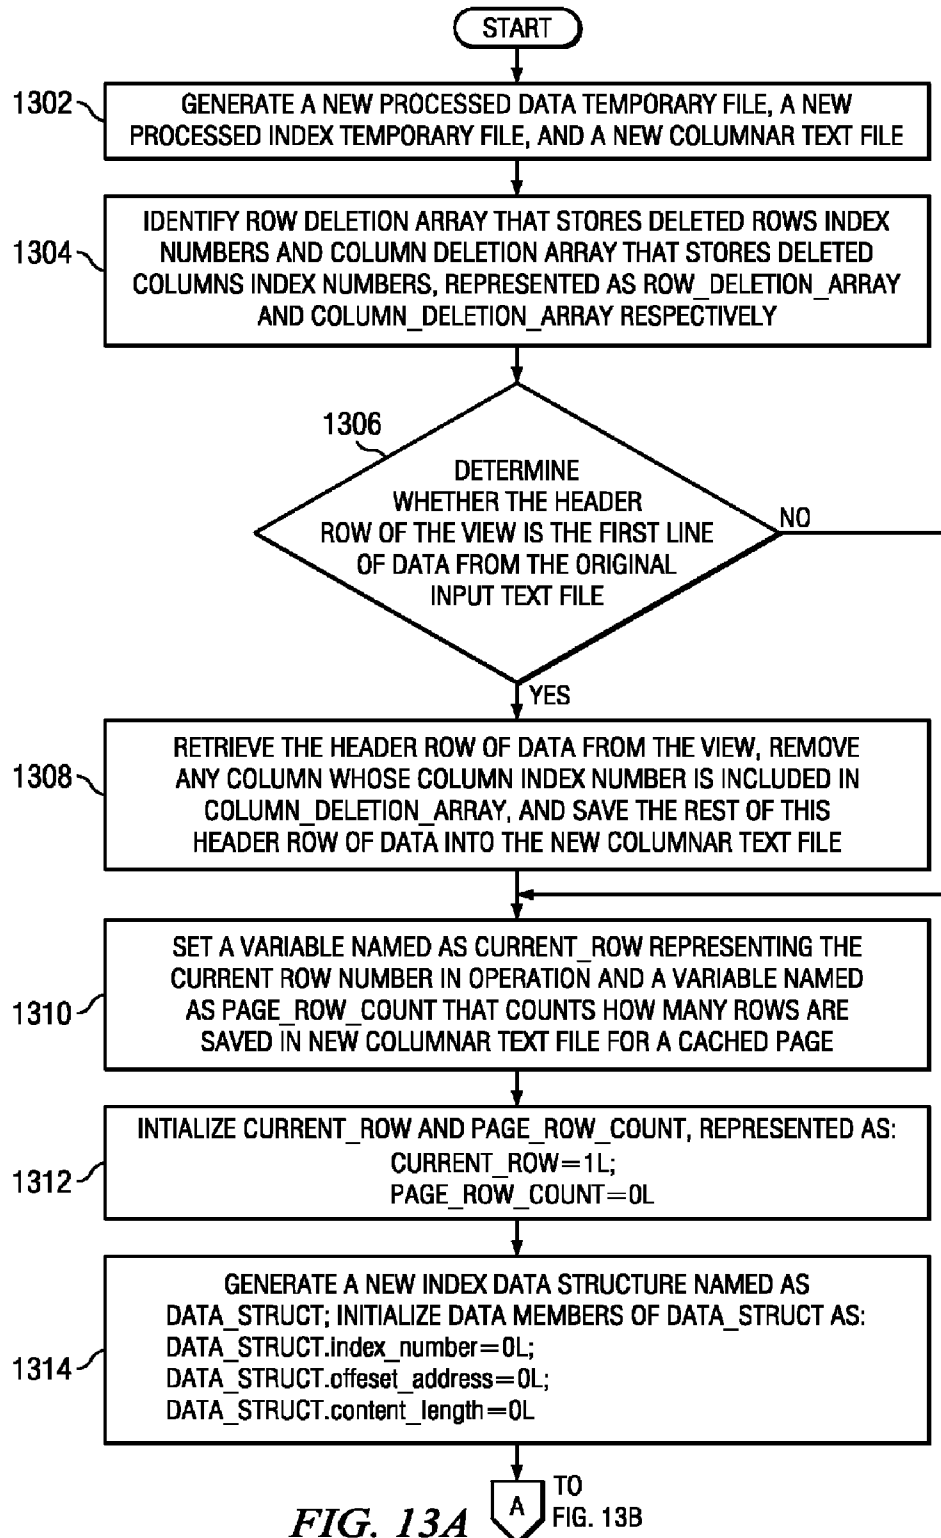 START
1302
GENERATE A NEW PROCESSED DATA TEMPORARY FILE, A NEW
PROCESSED INDEX TEMPORARY FILE, AND A NEW COLUMNAR TEXT FILE
1304
IDENTIFY ROW DELETION ARRAY THAT STORES DELETED ROWS INDEX
NUMBERS AND COLUMN DELETION ARRAY THAT STORES DELETED
COLUMNS INDEX NUMBERS, REPRESENTED AS ROW_DELETION_ARRAY
AND COLUMN_DELETION_ARRAY RESPECTIVELY
1306
DETERMINE
WHETHER THE HEADER
ROW OF THE VIEW IS THE FIRST LINE
OF DATA FROM THE ORIGINAL
INPUT TEXT FILE
NO
YES
1308
RETRIEVE THE HEADER ROW OF DATA FROM THE VIEW, REMOVE
ANY COLUMN WHOSE COLUMN INDEX NUMBER IS INCLUDED IN
COLUMN_DELETION_ARRAY, AND SAVE THE REST OF THIS
HEADER ROW OF DATA INTO THE NEW COLUMNAR TEXT FILE
1310
SET A VARIABLE NAMED AS CURRENT_ROW REPRESENTING THE
CURRENT ROW NUMBER IN OPERATION AND A VARIABLE NAMED
AS PAGE_ROW_COUNT THAT COUNTS HOW MANY ROWS ARE
SAVED IN NEW COLUMNAR TEXT FILE FOR A CACHED PAGE
1312
INTIALIZE CURRENT_ROW AND PAGE_ROW_COUNT, REPRESENTED AS:
CURRENT_ROW=1L;
PAGE_ROW_COUNT=0L
1314
GENERATE A NEW INDEX DATA STRUCTURE NAMED AS
DATA_STRUCT; INITIALIZE DATA MEMBERS OF DATA_STRUCT AS:
DATA_STRUCT.index_number=0L;
DATA_STRUCT.offeset_address=0L;
DATA_STRUCT.content_length=0L
A
TO
FIG. 13B
FIG. 13A